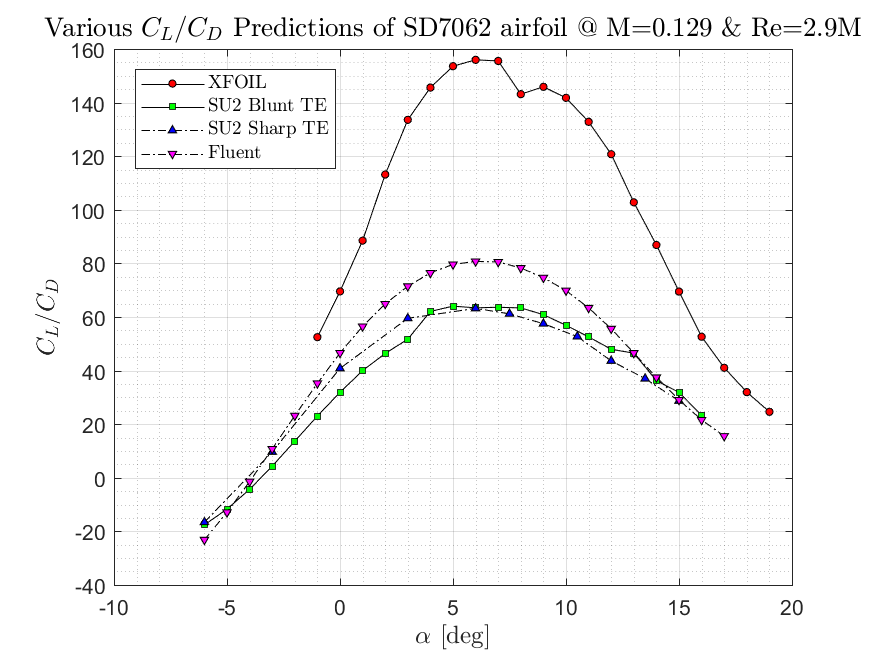 Various C_L/C_D Predictions of SD7062 airfoil @ M=0.129 & Re=2.9M
160
140
120
100
80
60
40
20
0
-20
-40
XFOIL
SU2 Blunt TE
SU2 Sharp TE
Fluent
C_L/C_D
-10
-5
0
5
10
15
20
α [deg]